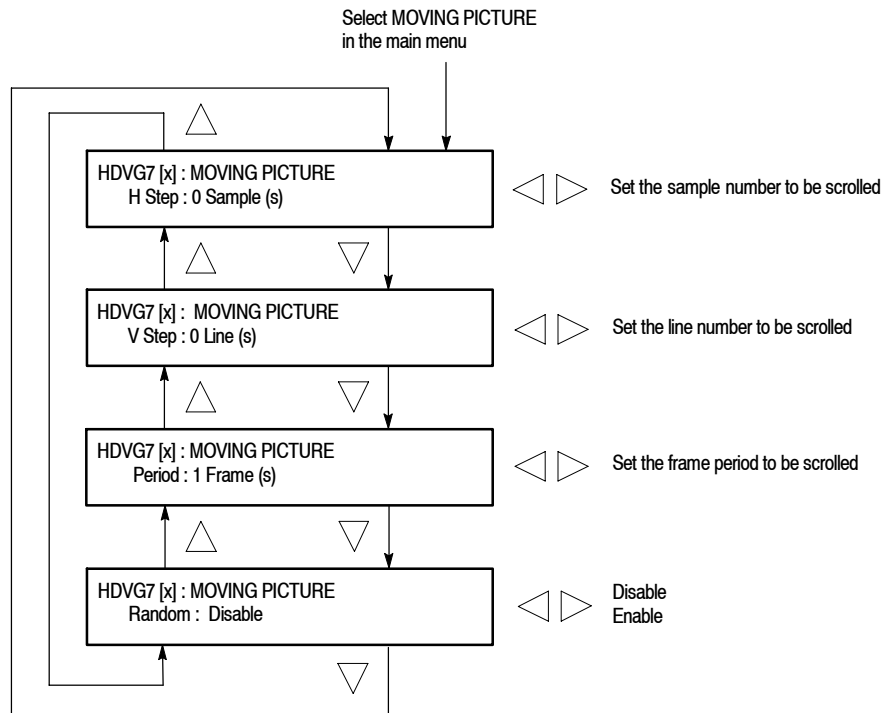 Select MOVING PICTURE
in the main menu
HDVG7 [x] : MOVING PICTURE
H Step : 0 Sample (s)
Set the sample number to be scrolled
HDVG7 [x] : MOVING PICTURE
V Step : 0 Line (s)
Set the line number to be scrolled
HDVG7 [x] : MOVING PICTURE
Period : 1 Frame (s)
Set the frame period to be scrolled
HDVG7 [x] : MOVING PICTURE
Random : Disable
Disable
Enable